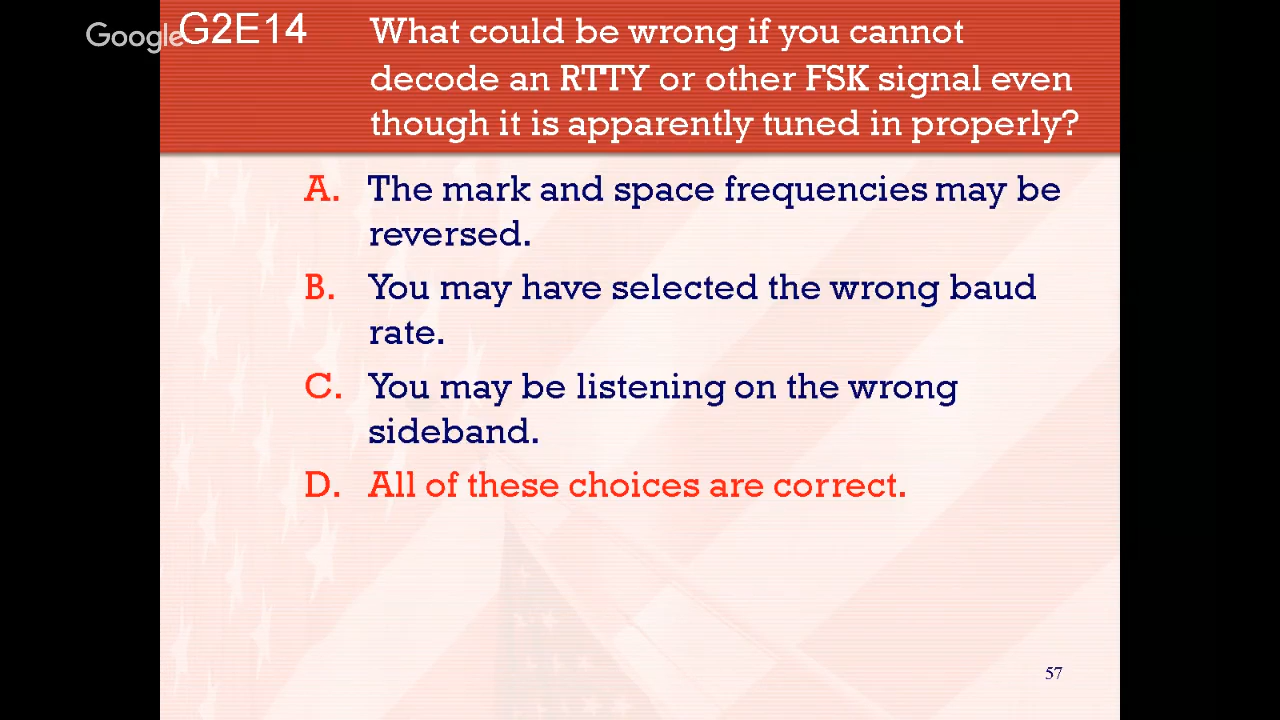 Google
G2E14 What could be wrong if you cannot
decode an RTTY or other FSK signal even
though it is apparently tuned in properly?
A. The mark and space frequencies may be
reversed.
B. You may have selected the wrong baud
rate.
C. You may be listening on the wrong
sideband.
D. All of these choices are correct.
57